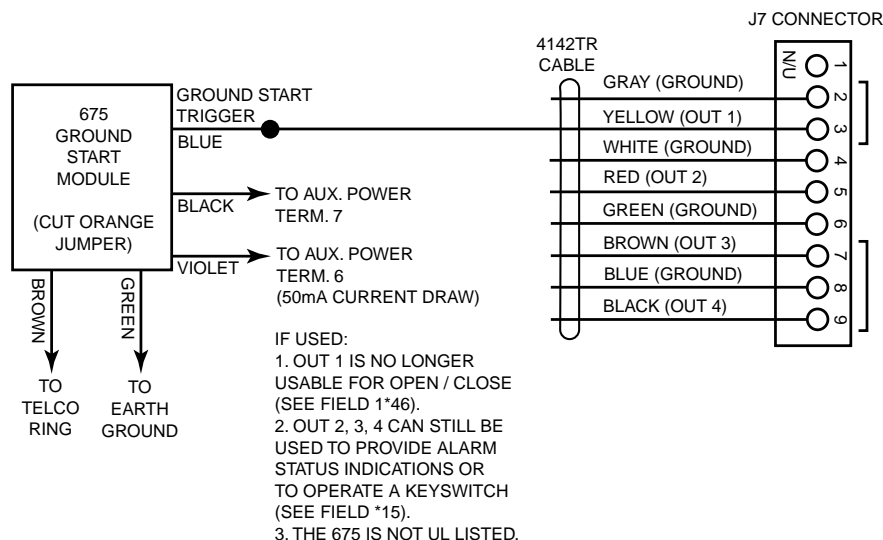 J7 CONNECTOR
4142TR
CABLE
N/U
1
2
3
4
5
6
7
8
9
GRAY (GROUND)
YELLOW (OUT 1)
WHITE (GROUND)
RED (OUT 2)
GREEN (GROUND)
BROWN (OUT 3)
BLUE (GROUND)
BLACK (OUT 4)
675
GROUND
START
MODULE
(CUT ORANGE
JUMPER)
GROUND START
TRIGGER
BLUE
BLACK
TO AUX. POWER
TERM. 7
VIOLET
TO AUX. POWER
TERM. 6
(50mA CURRENT DRAW)
BROWN
GREEN
TO
TELCO
RING
TO
EARTH
GROUND
IF USED:
1. OUT 1 IS NO LONGER
USABLE FOR OPEN / CLOSE
(SEE FIELD 1*46).
2. OUT 2, 3, 4 CAN STILL BE
USED TO PROVIDE ALARM
STATUS INDICATIONS OR
TO OPERATE A KEYSWITCH
(SEE FIELD *15).
3. THE 675 IS NOT UL LISTED.